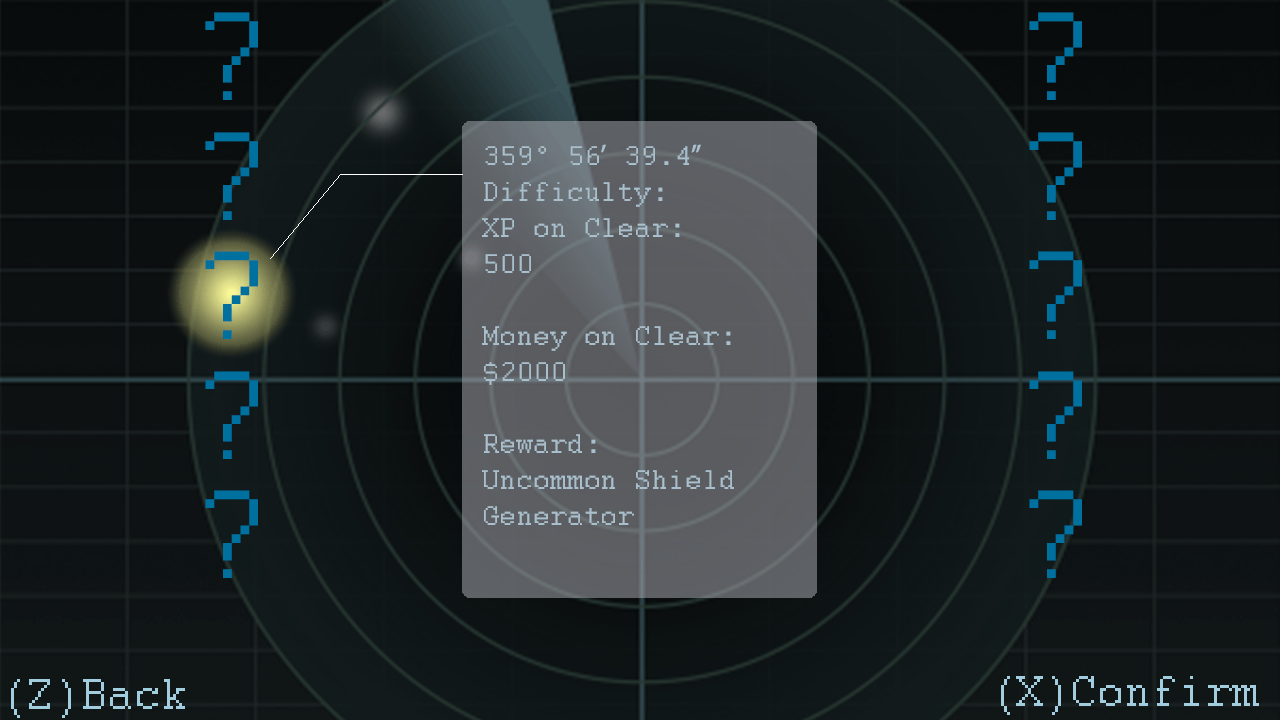 ?
?
?
?
?
359° 56′ 39.4″
Difficulty:
XP on Clear:
500
Money on Clear:
$2000
Reward:
Uncommon Shield
Generator
?
?
?
?
?
(Z)Back
(X)Confirm